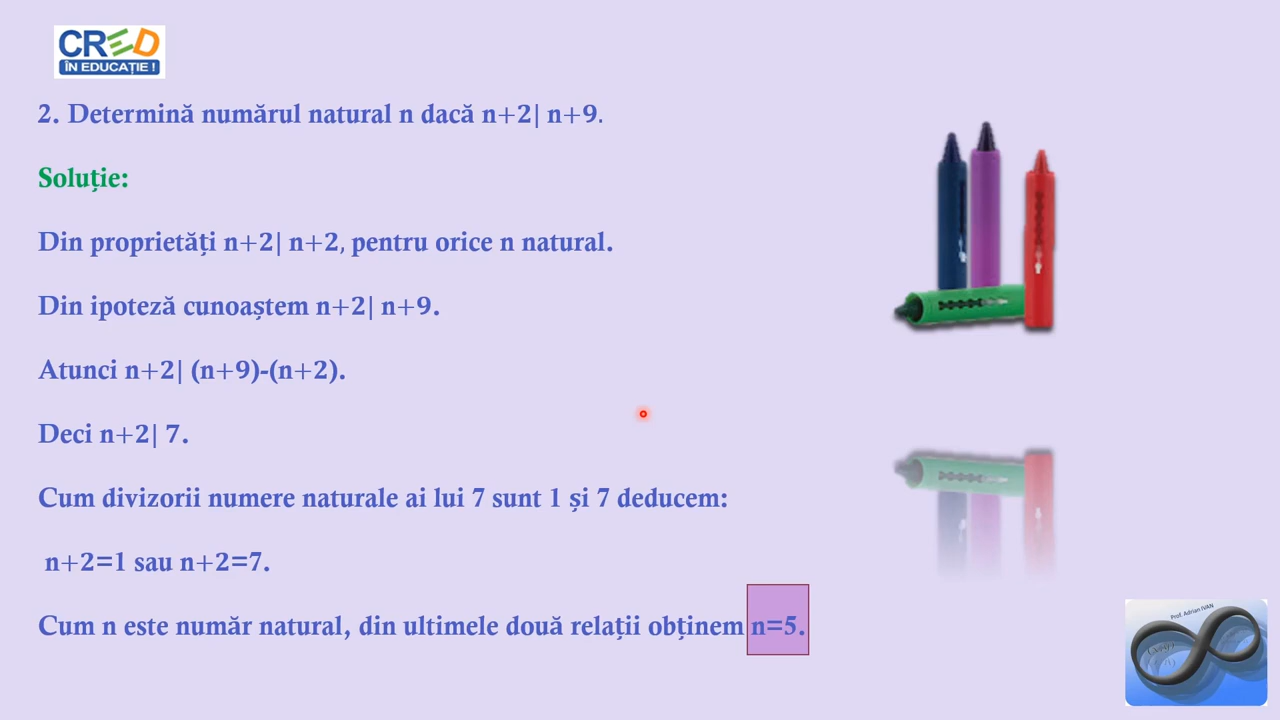 CRED
ÎN EDUCAȚIE !
2. Determină numărul natural n dacă n+2| n+9.
Soluție:
Din proprietăți n+2| n+2, pentru orice n natural.
Din ipoteză cunoaștem n+2| n+9.
Atunci n+2| (n+9)-(n+2).
Deci n+2| 7.
Cum divizorii numere naturale ai lui 7 sunt 1 și 7 deducem:
n+2=1 sau n+2=7.
Cum n este număr natural, din ultimele două relații obținem n=5.
Prof. Adrian IVAN